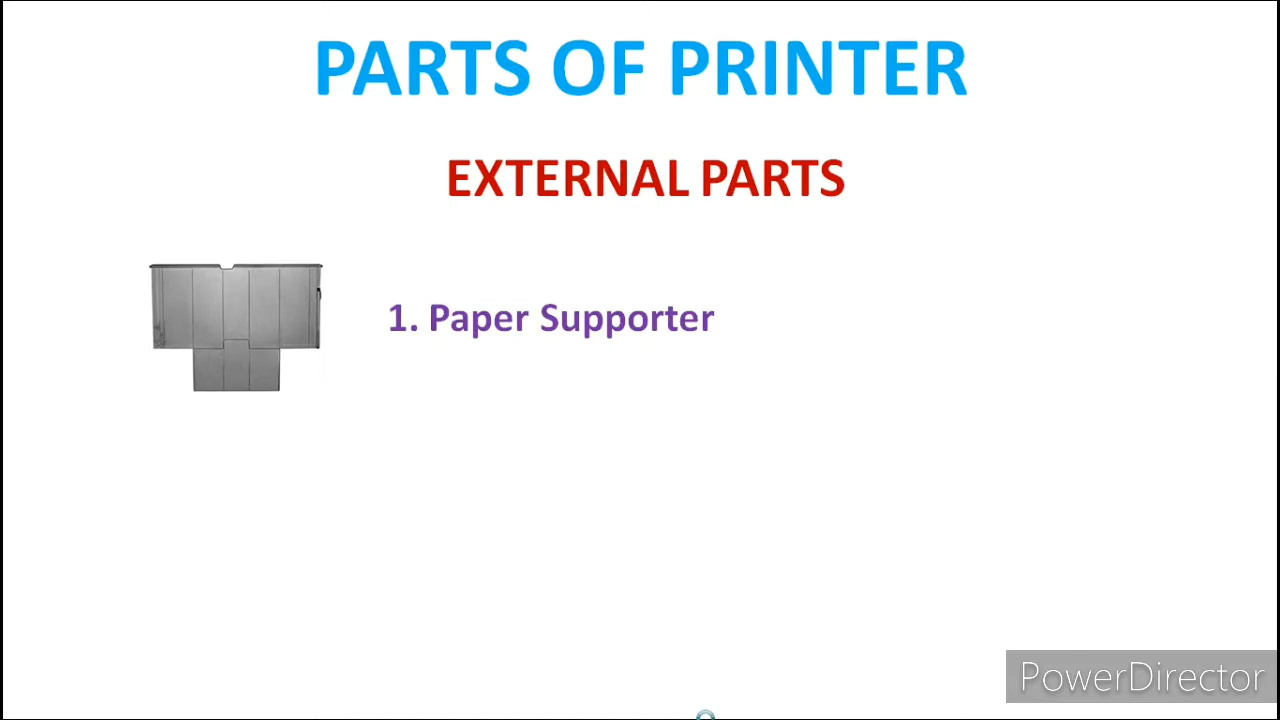 PARTS OF PRINTER
EXTERNAL PARTS
1. Paper Supporter
PowerDirector